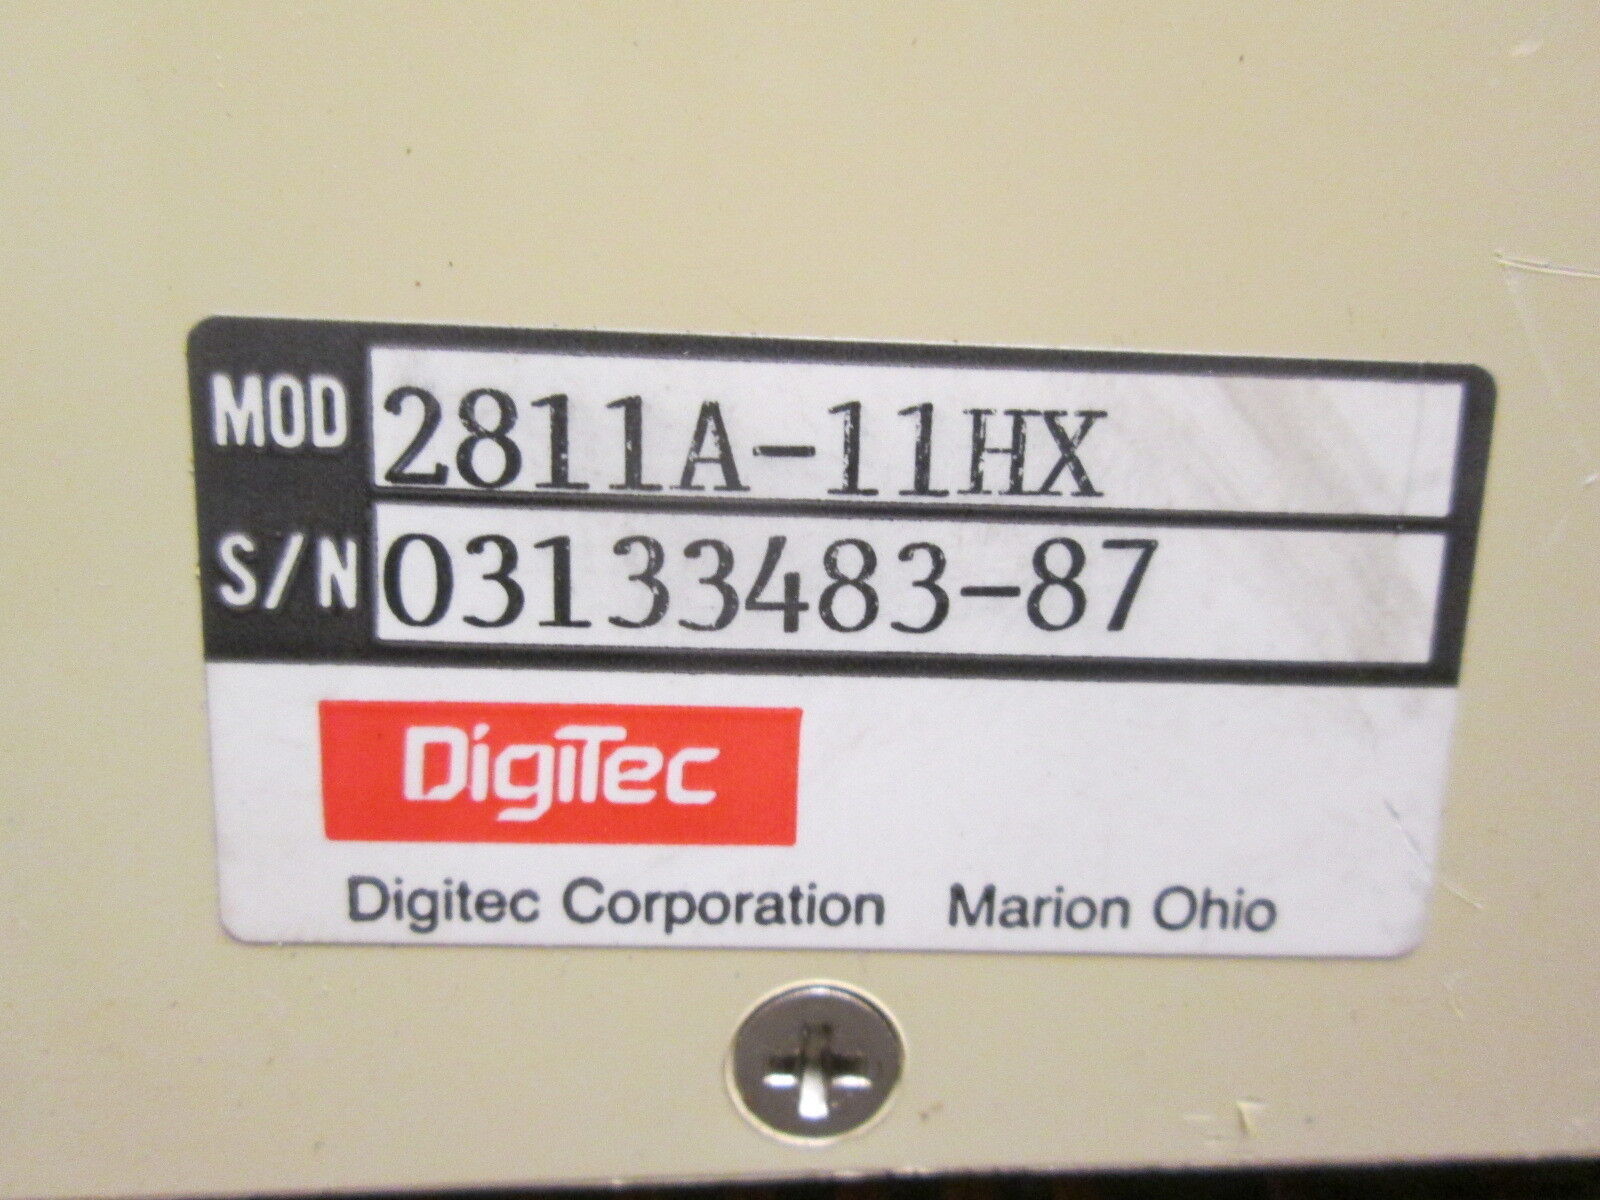 MOD 2811A-11HX
S/N 03133483-87
DigiTec
Digitec Corporation Marion Ohio